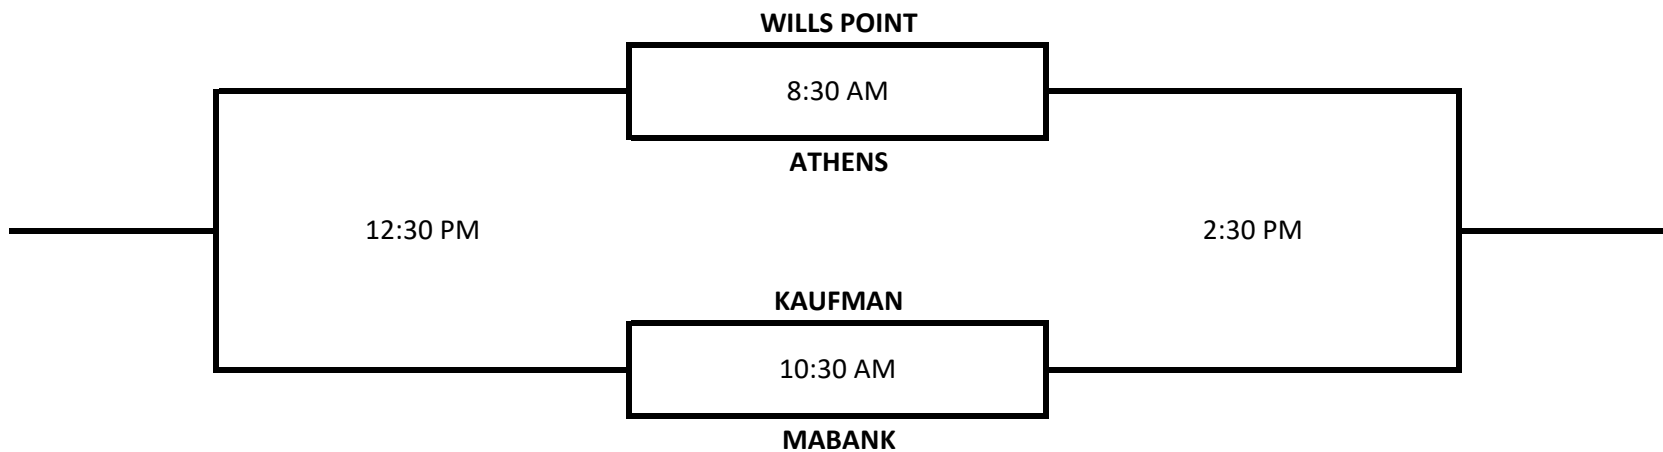 WILLS POINT
8:30 AM
ATHENS
12:30 PM
2:30 PM
KAUFMAN
10:30 AM
MABANK